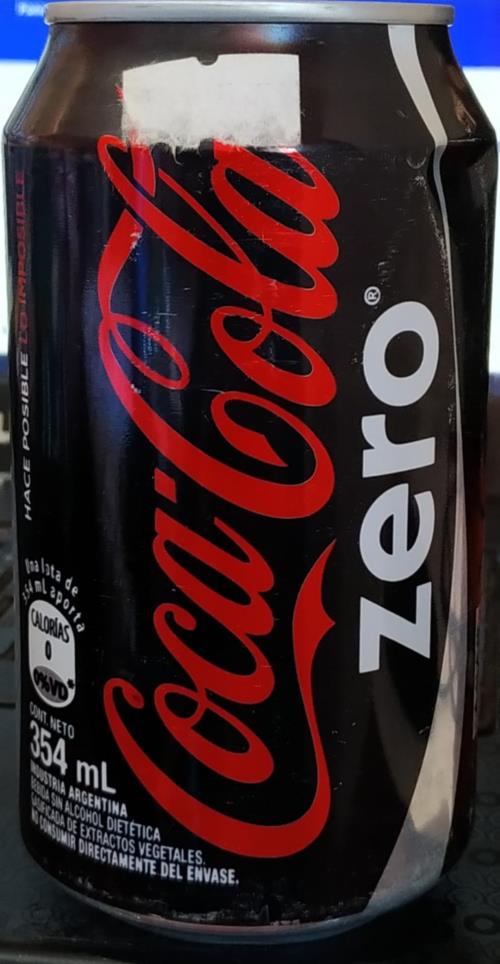 HACE POSIBLE LO IMPOSIBLE
Coca-Cola
zero®
Una lata de
354 mL aporta
CALORÍAS
0
0%VD*
CONT. NETO
354 mL
INDUSTRIA ARGENTINA
BEBIDA SIN ALCOHOL DIETÉTICA
GASIFICADA DE EXTRACTOS VEGETALES.
NO CONSUMIR DIRECTAMENTE DEL ENVASE.